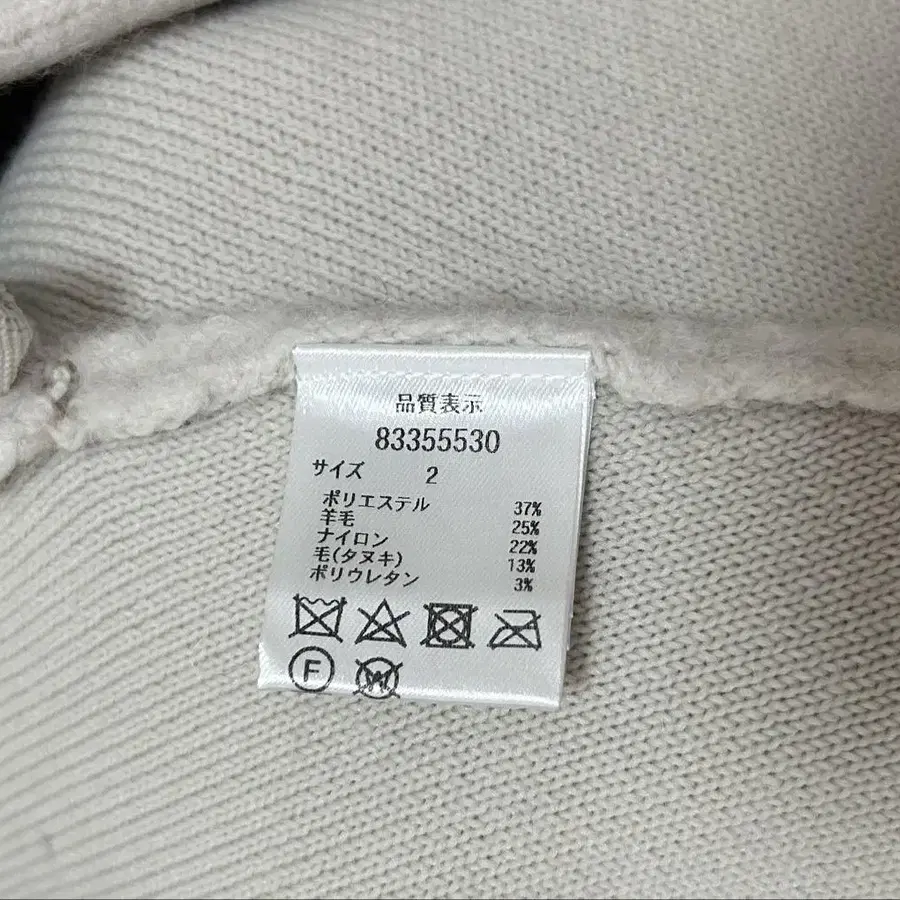 品質表示
83355530
サイズ 2
ポリエステル 37%
羊毛 25%
ナイロン 22%
毛(タヌキ) 13%
ポリウレタン 3%
F W